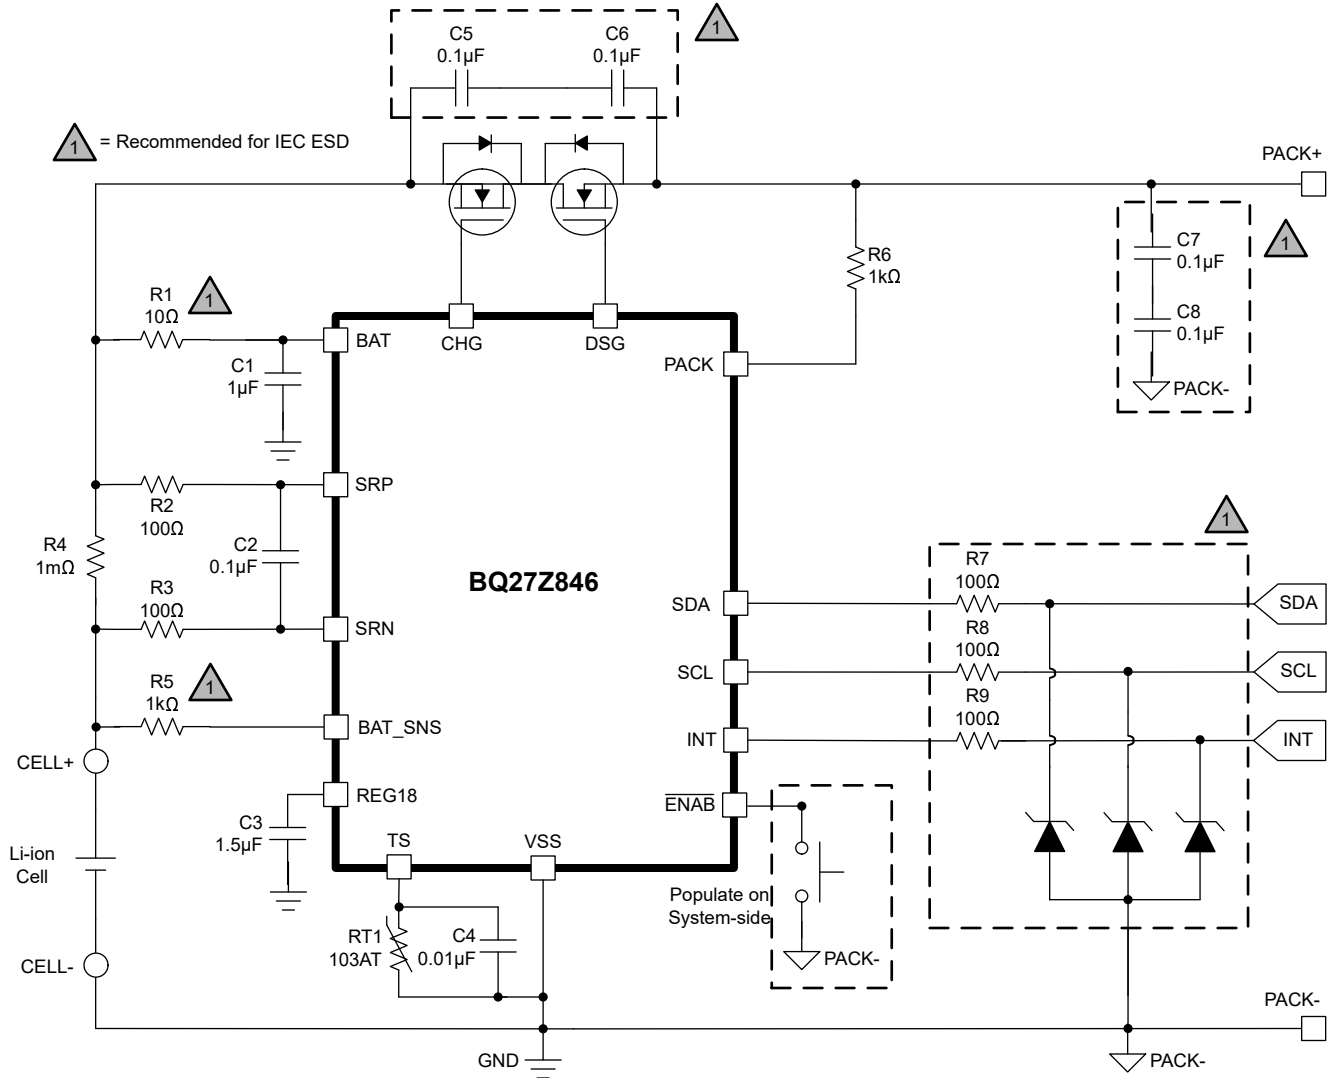 C5
0.1µF
C6
0.1µF
1
1
= Recommended for IEC ESD
PACK+
C7
0.1µF
C8
0.1µF
PACK-
1
R6
1kΩ
R1
10Ω
1
C1
1µF
BAT
CHG
DSG
PACK
SRP
R2
100Ω
R4
1mΩ
C2
0.1µF
R3
100Ω
SRN
BQ27Z846
R5
1kΩ
1
BAT_SNS
CELL+
REG18
C3
1.5µF
Li-ion
Cell
CELL-
TS
VSS
RT1
103AT
C4
0.01µF
SDA
SCL
INT
ENAB
1
R7
100Ω
R8
100Ω
R9
100Ω
SDA
SCL
INT
Populate on
System-side
PACK-
GND
PACK-
PACK-